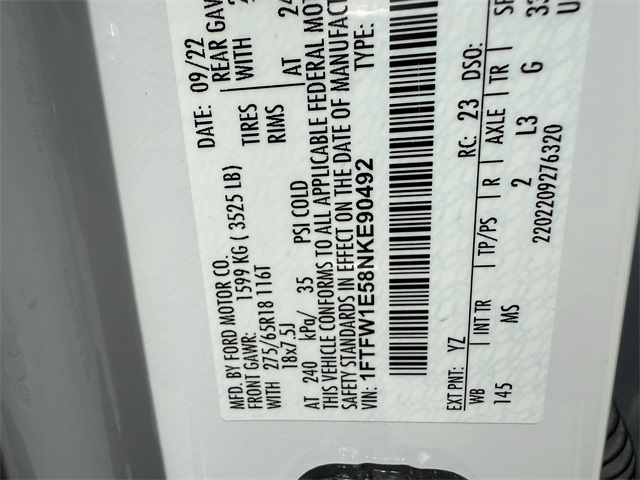 MFD. BY FORD MOTOR CO.
DATE: 09/22
FRONT GAWR: 1599 KG ( 3525 LB)
REAR GAW
WITH 275/65R18 116T TIRES
WITH
18x7.5J RIMS
AT 240 kPa/ 35 PSI COLD
AT 24
THIS VEHICLE CONFORMS TO ALL APPLICABLE FEDERAL MOT
SAFETY STANDARDS IN EFFECT ON THE DATE OF MANUFACTUR
VIN: 1FTFW1E58NKE90492
TYPE:
EXT PNT: YZ RC: 23 DSO:
WB INT TR TP/PS R AXLE TR
145 MS 2 L3 G
2202209276320